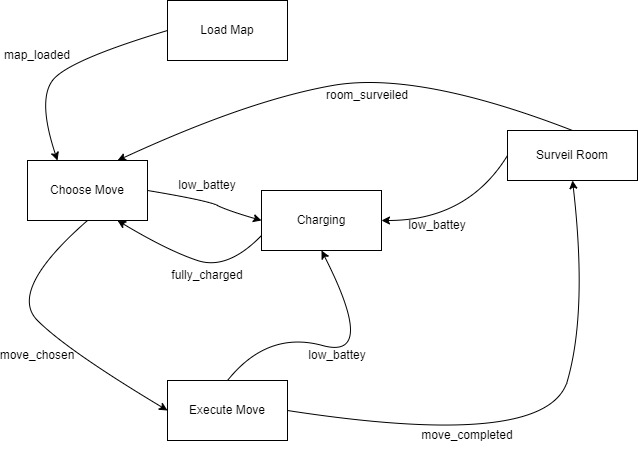 Load Map
map_loaded
room_surveiled
Surveil Room
Choose Move
low_battey
Charging
low_battey
fully_charged
move_chosen
low_battey
Execute Move
move_completed